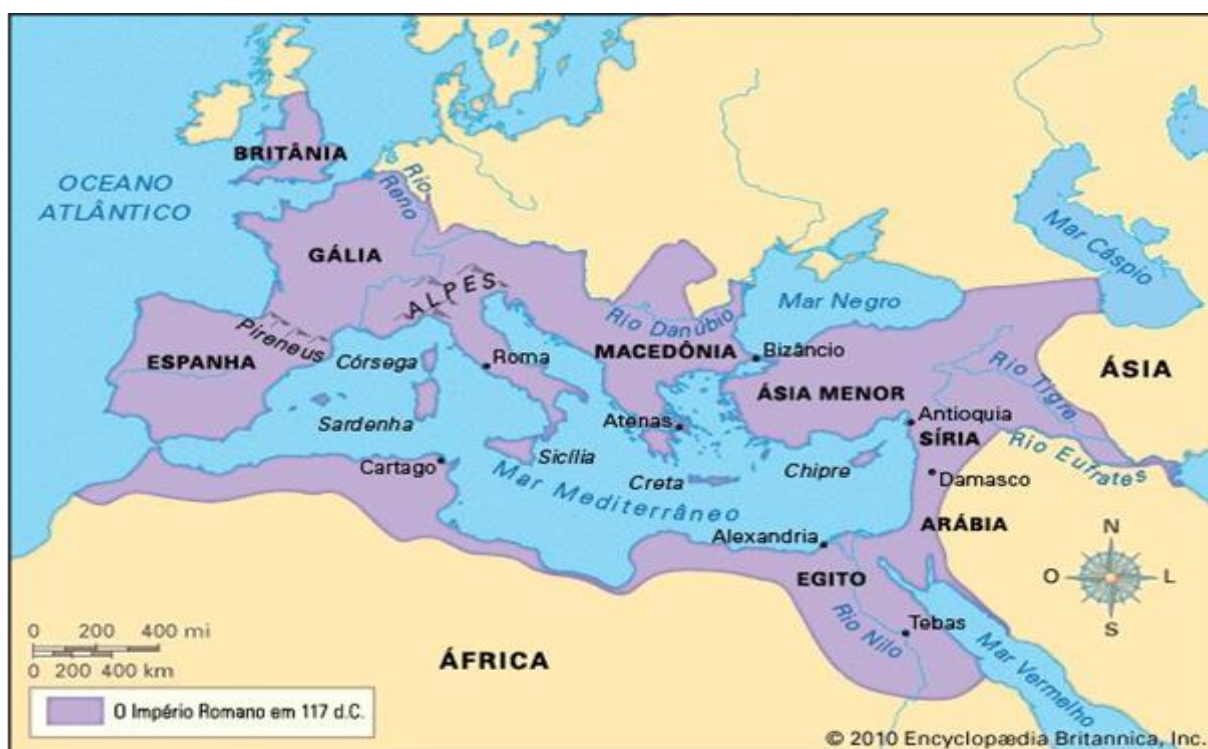 BRITÂNIA
OCEANO
ATLÂNTICO
Rio
Reno
GÁLIA
ALPES
Mar Cáspio
Mar Negro
Rio Danúbio
Pireneus
ESPANHA
Córsega
Roma
MACEDÔNIA
Bizâncio
ÁSIA
ÁSIA MENOR
Rio Tigre
Sardenha
Atenas
Antioquia
SÍRIA
Rio Eufrates
Cartago
Sicília
Creta
Chipre
Damasco
Mar Mediterrâneo
Alexandria
ARÁBIA
EGITO
N
O
L
S
Rio Nilo
Tebas
Mar Vermelho
ÁFRICA
0 200 400 mi
0 200 400 km
O Império Romano em 117 d.C.
© 2010 Encyclopædia Britannica, Inc.